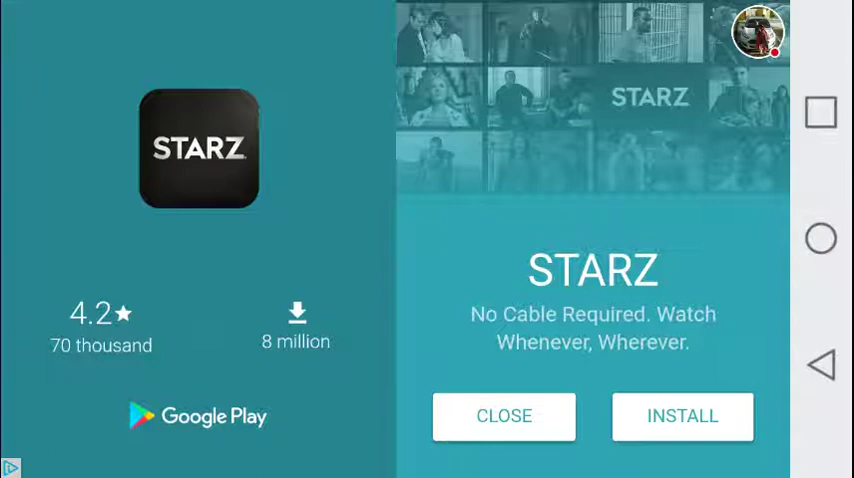 STARZ
4.2★
70 thousand
8 million
Google Play
STARZ
STARZ
No Cable Required. Watch
Whenever, Wherever.
CLOSE
INSTALL